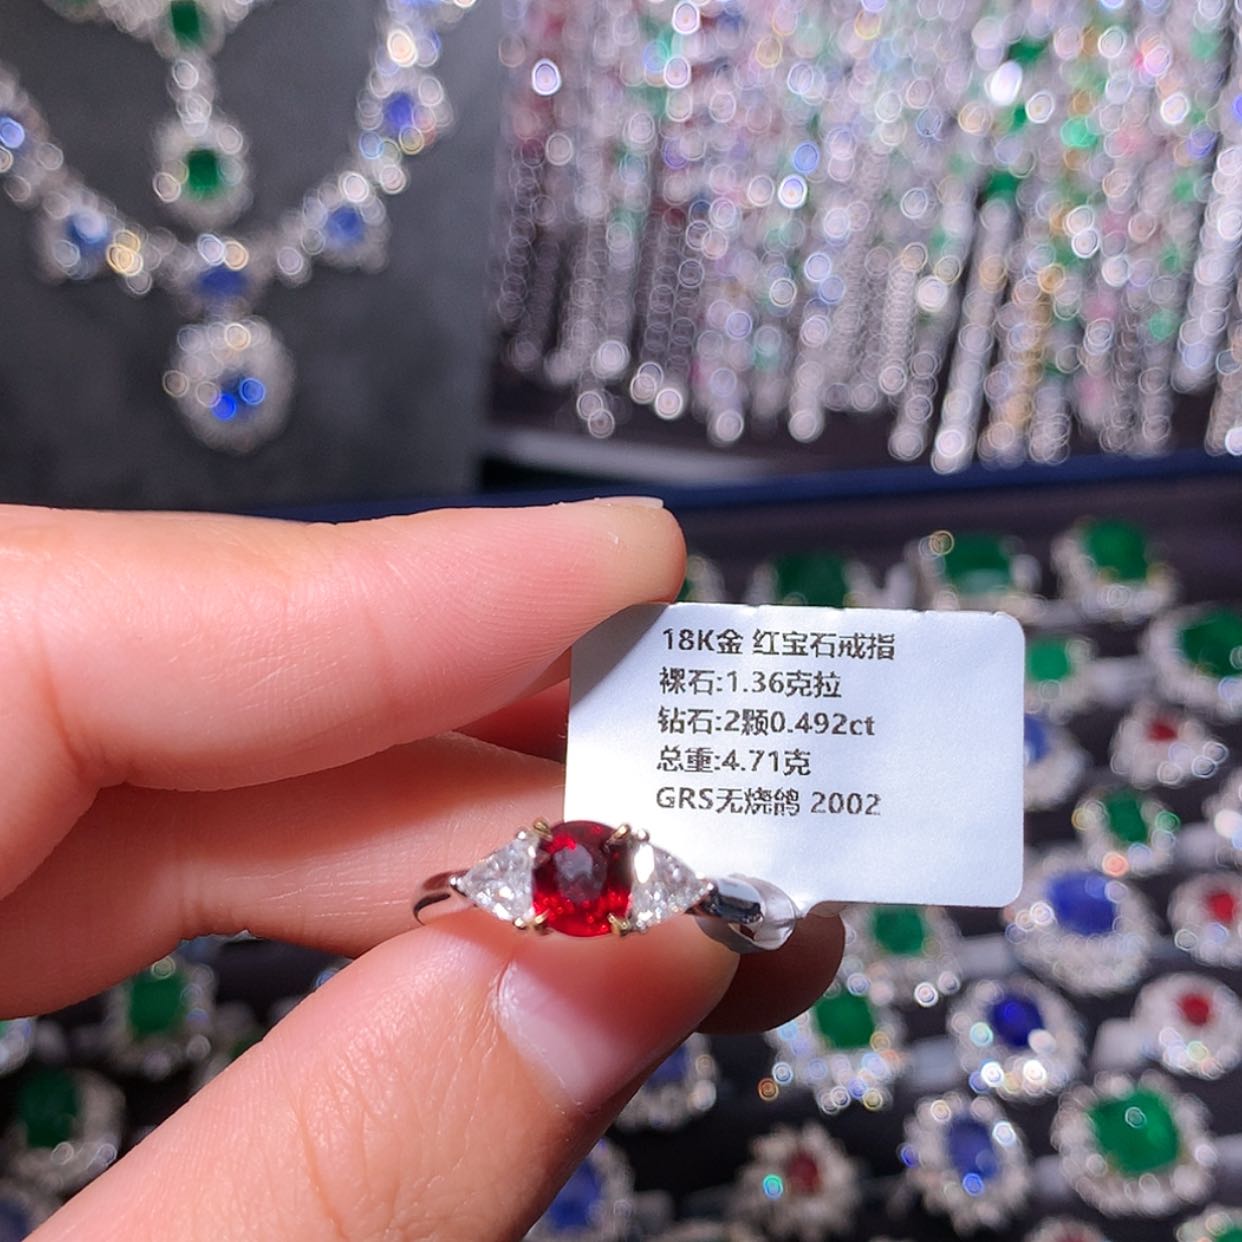 18K金 红宝石戒指
裸石:1.36克拉
钻石:2颗0.492ct
总重:4.71克
GRS无烧鸽 2002